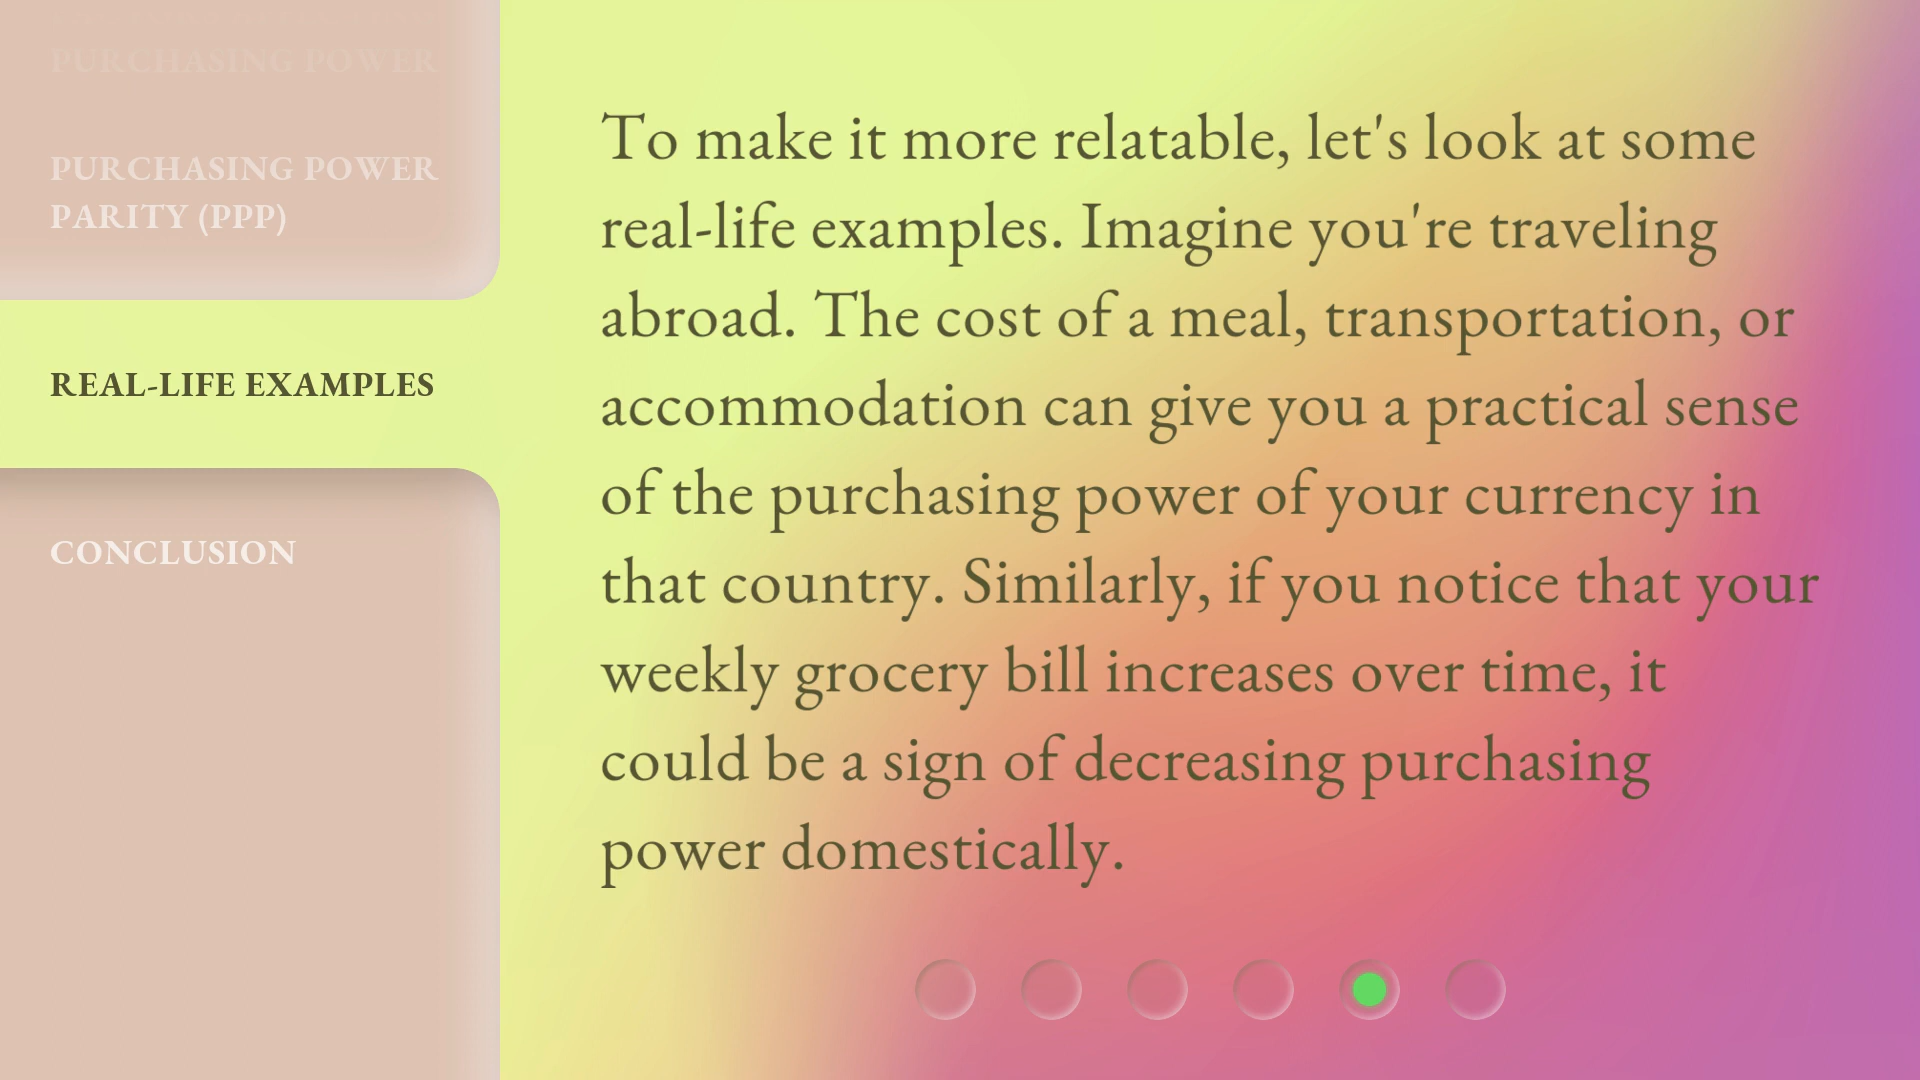 PURCHASING POWER
PURCHASING POWER
PARITY (PPP)
REAL-LIFE EXAMPLES
CONCLUSION
To make it more relatable, let's look at some
real-life examples. Imagine you're traveling
abroad. The cost of a meal, transportation, or
accommodation can give you a practical sense
of the purchasing power of your currency in
that country. Similarly, if you notice that your
weekly grocery bill increases over time, it
could be a sign of decreasing purchasing
power domestically.